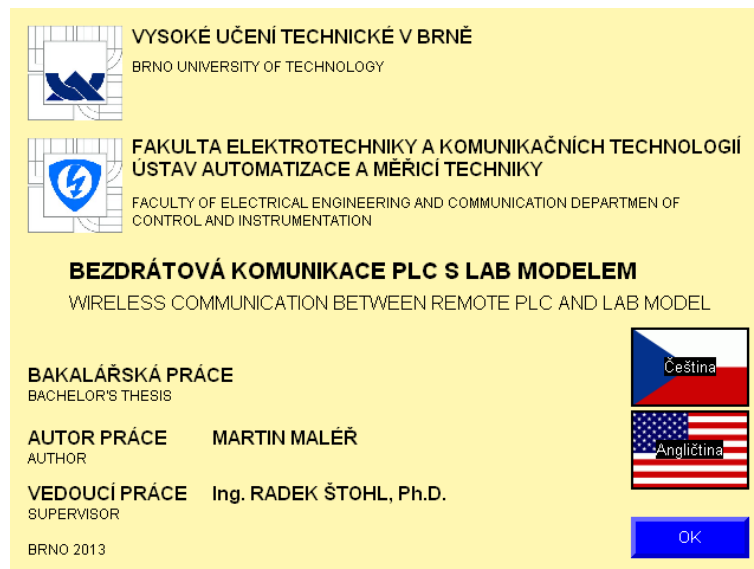 VYSOKÉ UČENÍ TECHNICKÉ V BRNĚ
BRNO UNIVERSITY OF TECHNOLOGY
FAKULTA ELEKTROTECHNIKY A KOMUNIKAČNÍCH TECHNOLOGIÍ
ÚSTAV AUTOMATIZACE A MĚŘICÍ TECHNIKY
FACULTY OF ELECTRICAL ENGINEERING AND COMMUNICATION DEPARTMEN OF
CONTROL AND INSTRUMENTATION
BEZDRÁTOVÁ KOMUNIKACE PLC S LAB MODELEM
WIRELESS COMMUNICATION BETWEEN REMOTE PLC AND LAB MODEL
Čeština
BAKALÁŘSKÁ PRÁCE
BACHELOR'S THESIS
AUTOR PRÁCE MARTIN MALÉŘ
AUTHOR
Angličtina
VEDOUCÍ PRÁCE Ing. RADEK ŠTOHL, Ph.D.
SUPERVISOR
OK
BRNO 2013